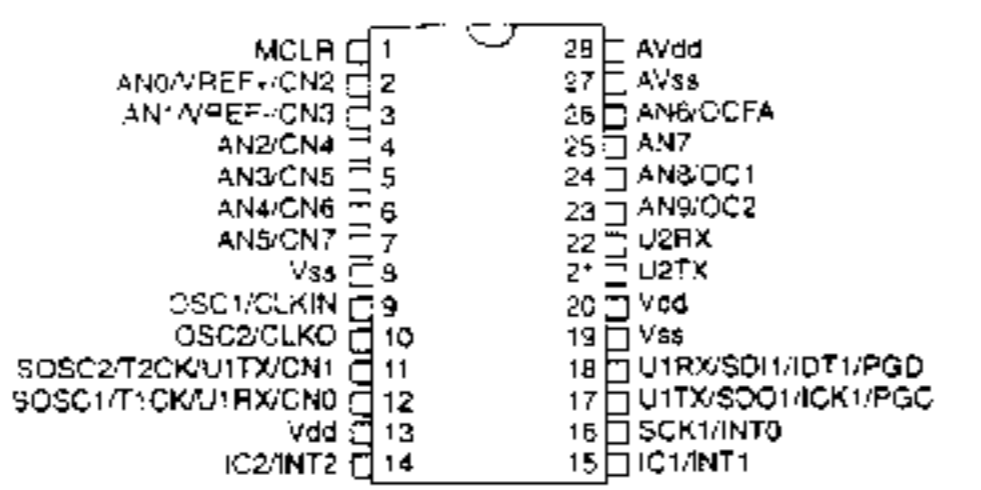 MCLR 1 28 AVdd
AN0/VREF+/CN2 2 27 AVss
AN1/VREF-/CN3 3 26 AN6/OCFA
AN2/CN4 4 25 AN7
AN3/CN5 5 24 AN8/OC1
AN4/CN6 6 23 AN9/OC2
AN5/CN7 7 22 U2RX
Vss 8 21 U2TX
OSC1/CLKIN 9 20 Vdd
OSC2/CLKO 10 19 Vss
SOSC2/T2CK/U1TX/CN1 11 18 U1RX/SDI1/IDT1/PGD
SOSC1/T1CK/U1RX/CN0 12 17 U1TX/SDO1/ICK1/PGC
Vdd 13 16 SCK1/INT0
IC2/INT2 14 15 IC1/INT1